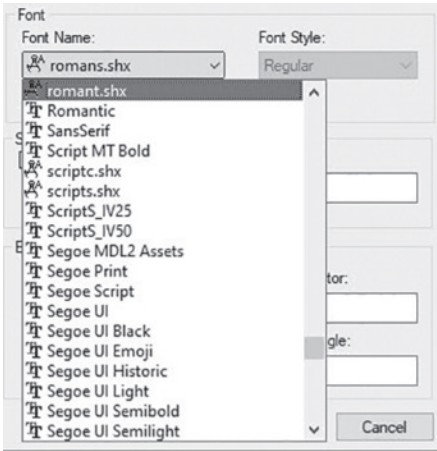 Font
Font Name: Font Style:
romans.shx Regular
romant.shx
Romantic
SansSerif
Script MT Bold
scriptc.shx
scripts.shx
ScriptS_IV25
ScriptS_IV50
Segoe MDL2 Assets
Segoe Print
Segoe Script
tor:
Segoe UI
Segoe UI Black
Segoe UI Emoji
gle:
Segoe UI Historic
Segoe UI Light
Segoe UI Semibold
Segoe UI Semilight
Cancel